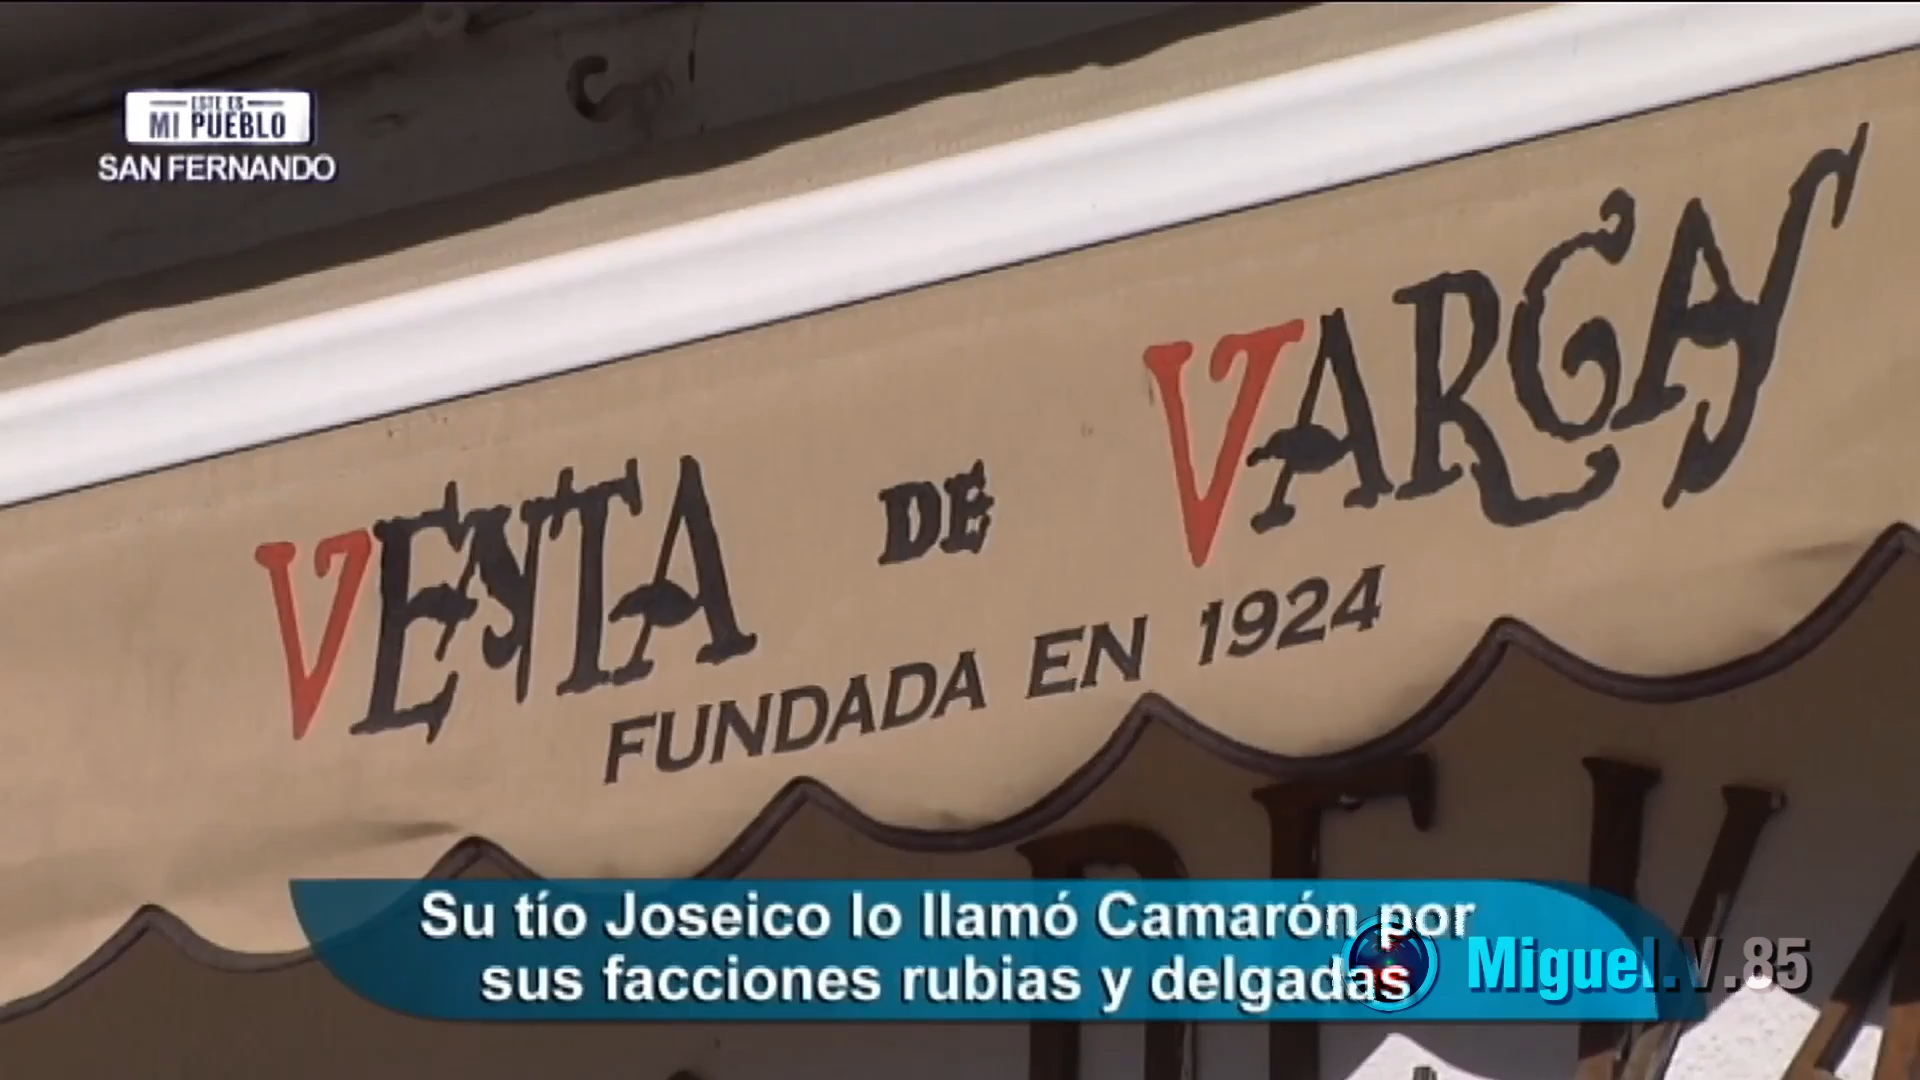 ESTE ES
MI PUEBLO
SAN FERNANDO
VENTA DE VARGAS
FUNDADA EN 1924
DE V
Su tío Joseico lo llamó Camarón por
sus facciones rubias y delgadas
Miguel.V.85